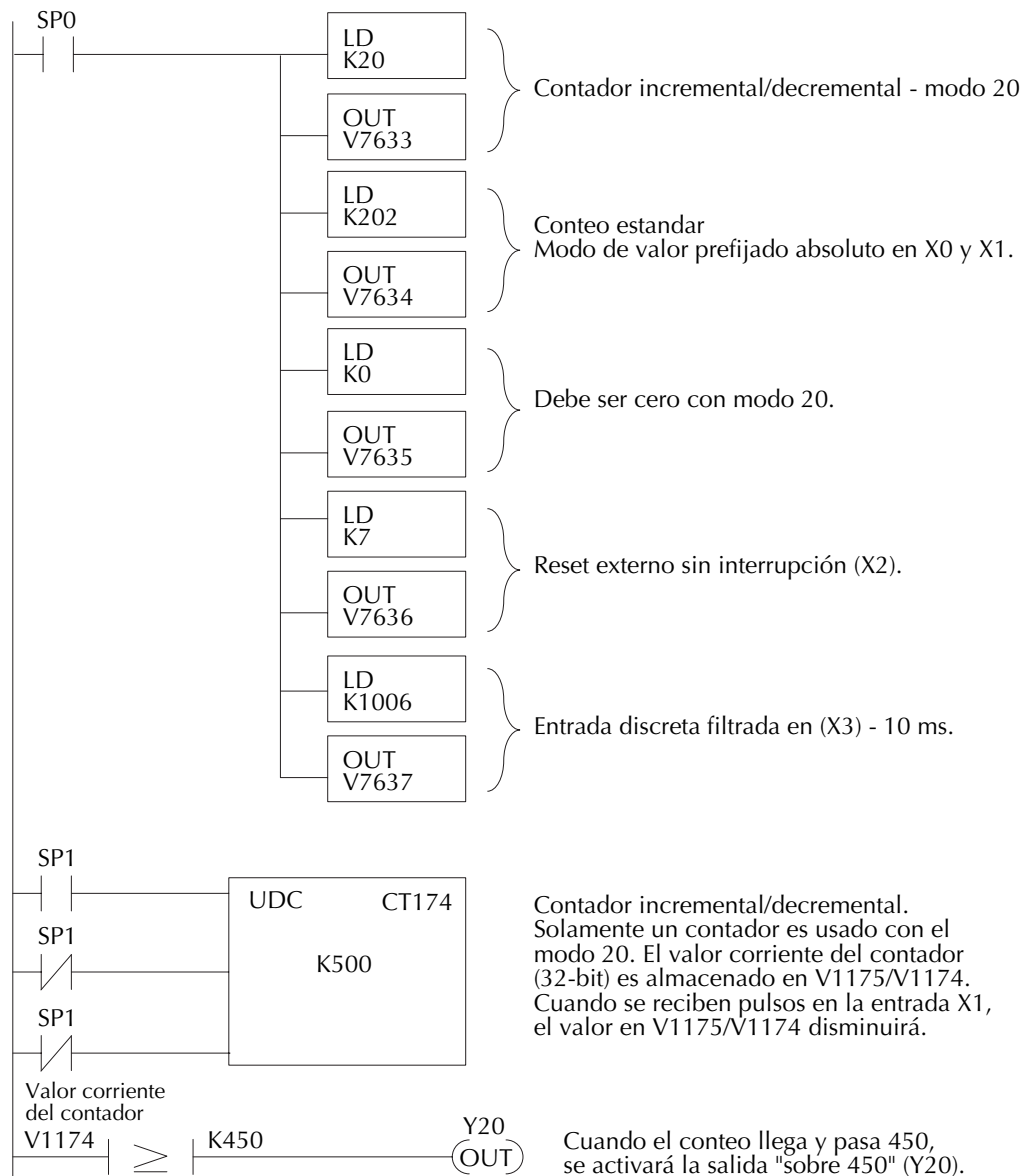 SP0
LD
K20
OUT
V7633
Contador incremental/decremental - modo 20
LD
K202
OUT
V7634
Conteo estandar
Modo de valor prefijado absoluto en X0 y X1.
LD
K0
OUT
V7635
Debe ser cero con modo 20.
LD
K7
OUT
V7636
Reset externo sin interrupción (X2).
LD
K1006
OUT
V7637
Entrada discreta filtrada en (X3) - 10 ms.
SP1
SP1
SP1
UDC CT174
K500
Contador incremental/decremental.
Solamente un contador es usado con el
modo 20. El valor corriente del contador
(32-bit) es almacenado en V1175/V1174.
Cuando se reciben pulsos en la entrada X1,
el valor en V1175/V1174 disminuirá.
Valor corriente
del contador
V1174 ≥ K450
Y20
OUT
Cuando el conteo llega y pasa 450,
se activará la salida "sobre 450" (Y20).